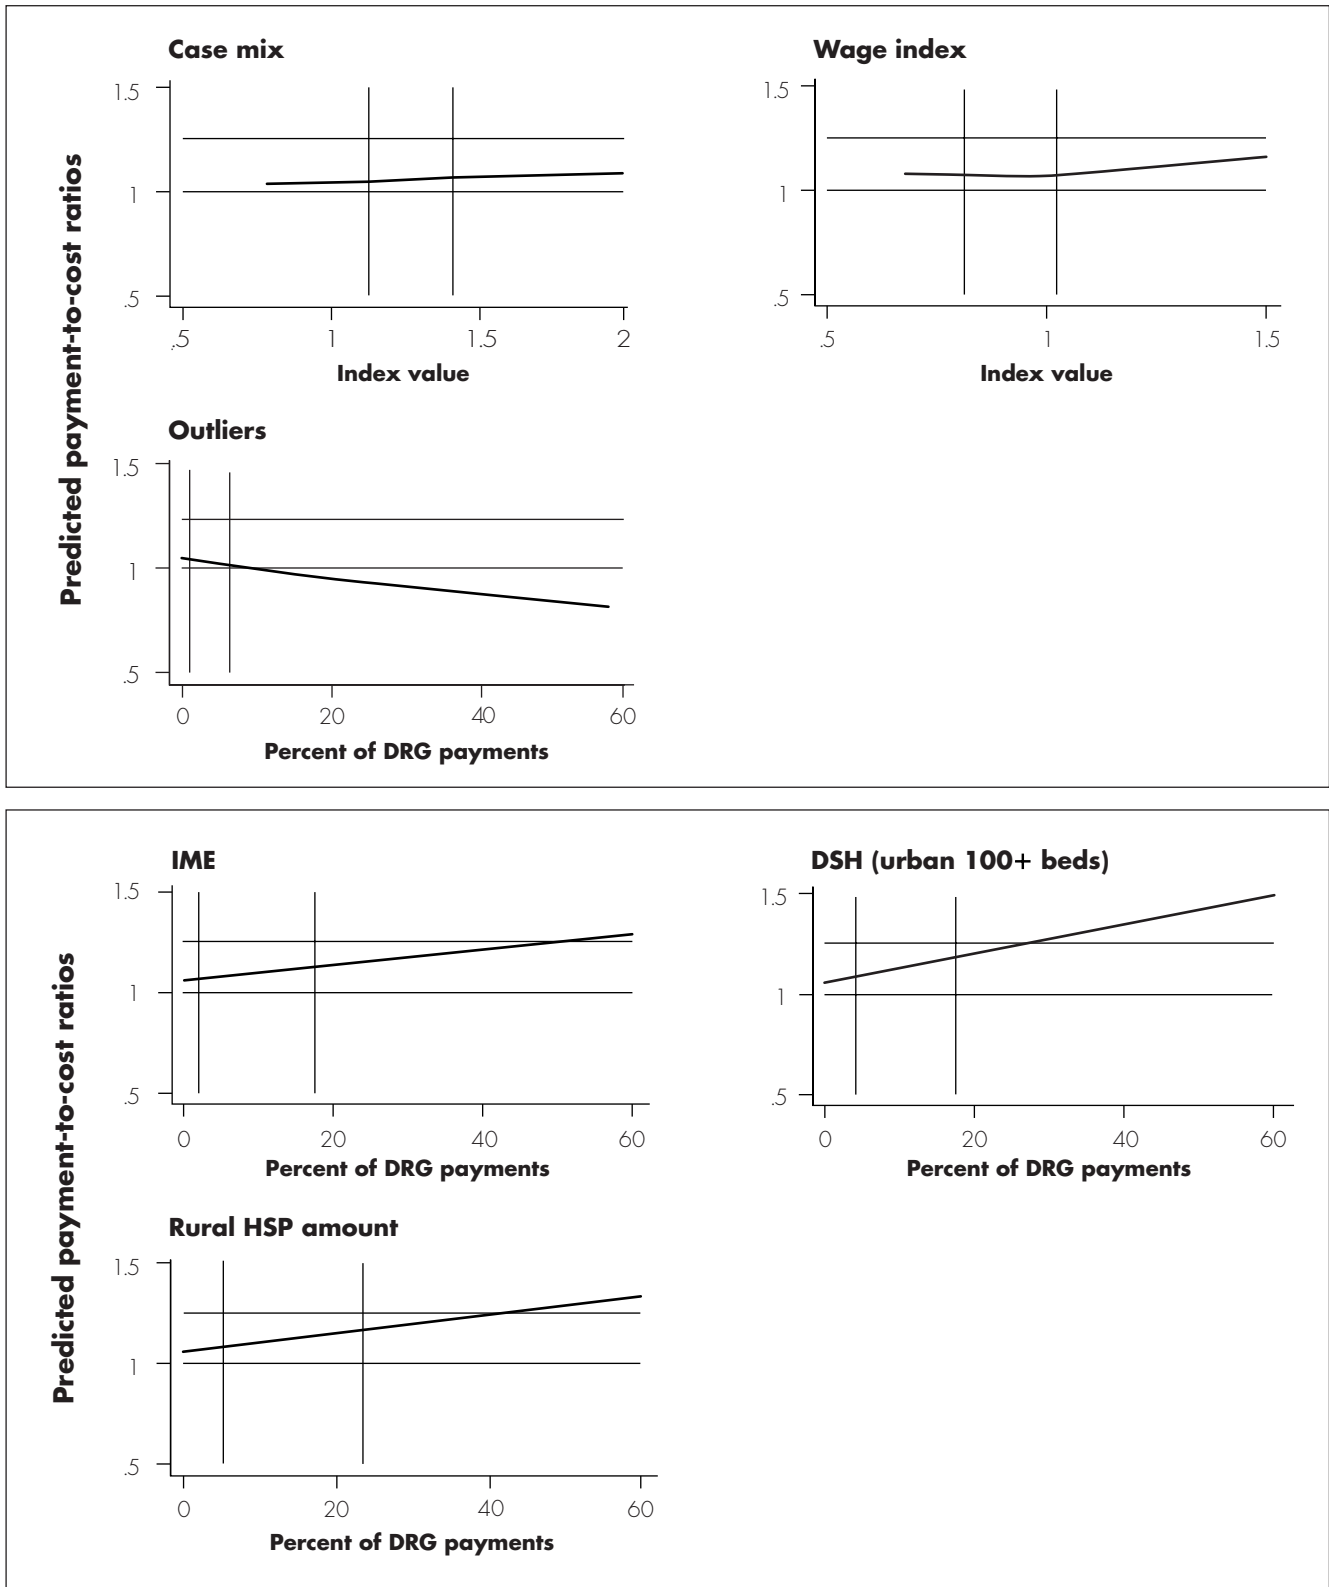 Predicted payment-to-cost ratios
Case mix
1.5
1
.5
.5 1 1.5 2
Index value
Wage index
1.5
1
.5
.5 1 1.5
Index value
Outliers
1.5
1
.5
0 20 40 60
Percent of DRG payments
Predicted payment-to-cost ratios
IME
1.5
1
.5
0 20 40 60
Percent of DRG payments
DSH (urban 100+ beds)
1.5
1
.5
0 20 40 60
Percent of DRG payments
Rural HSP amount
1.5
1
.5
0 20 40 60
Percent of DRG payments